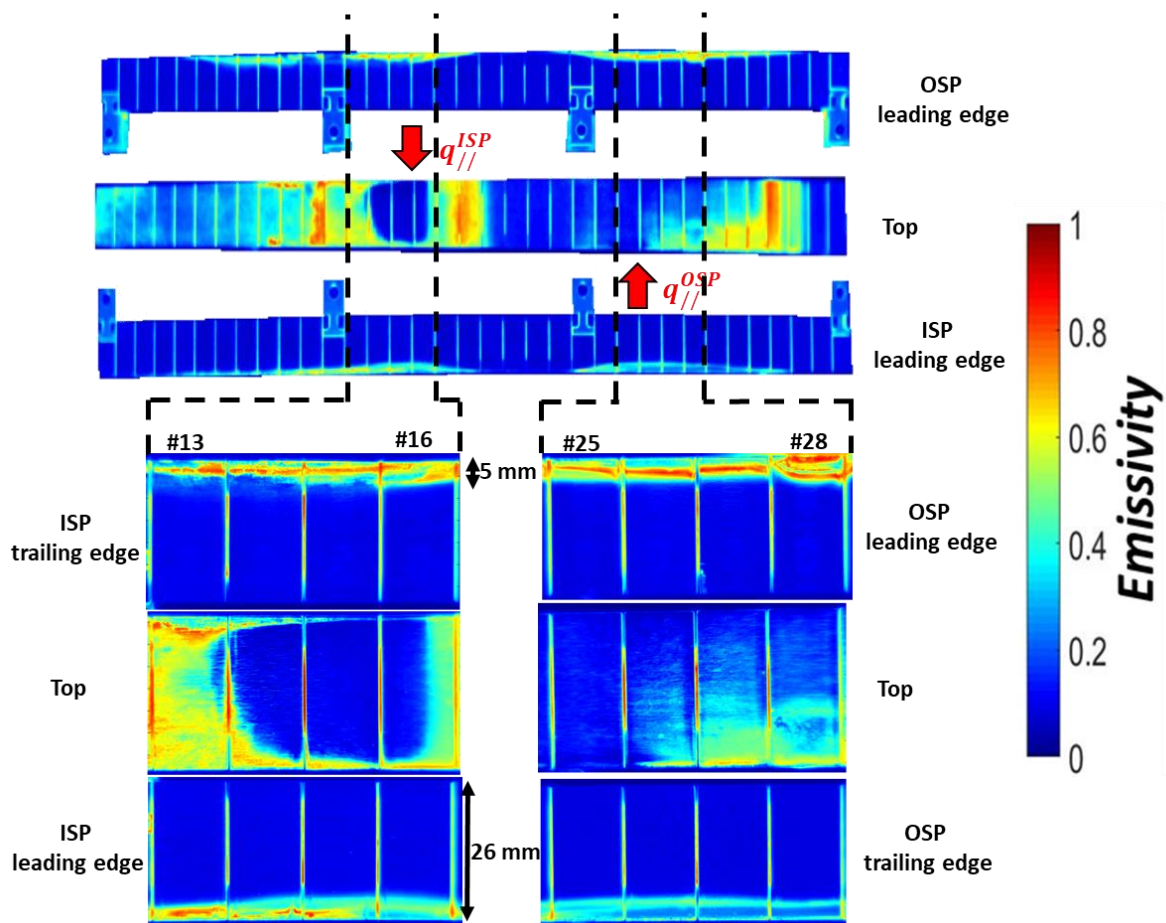 OSP
leading edge
q_{//}^{ISP}
Top
q_{//}^{OSP}
ISP
leading edge
#13 #16
5 mm
ISP
trailing edge
Top
ISP
leading edge
26 mm
#25 #28
OSP
leading edge
Top
OSP
trailing edge
1
0.8
0.6
0.4
0.2
0
Emissivity